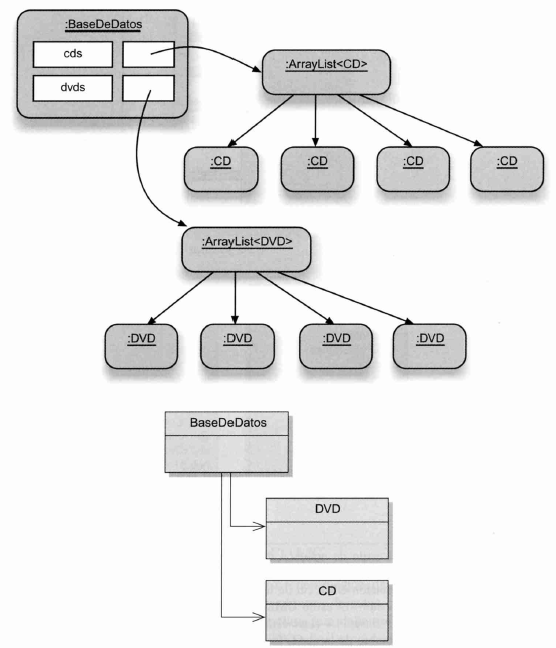 :BaseDeDatos
cds
dvds
:ArrayList<CD>
:CD
:CD
:CD
:CD
:ArrayList<DVD>
:DVD
:DVD
:DVD
:DVD
BaseDeDatos
DVD
CD